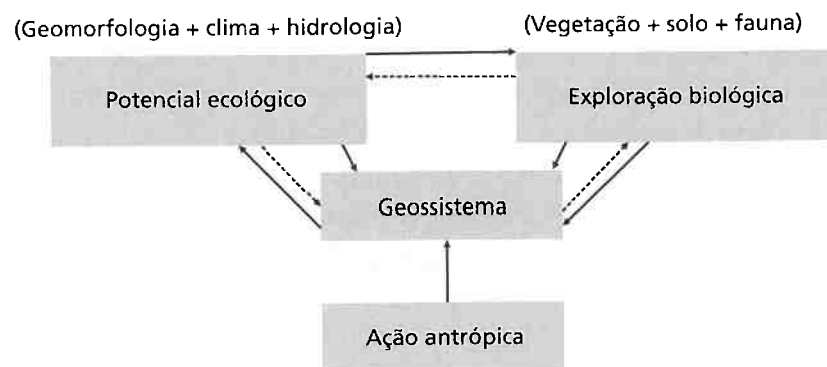 (Geomorfologia + clima + hidrologia)
(Vegetação + solo + fauna)
Potencial ecológico
Exploração biológica
Geossistema
Ação antrópica